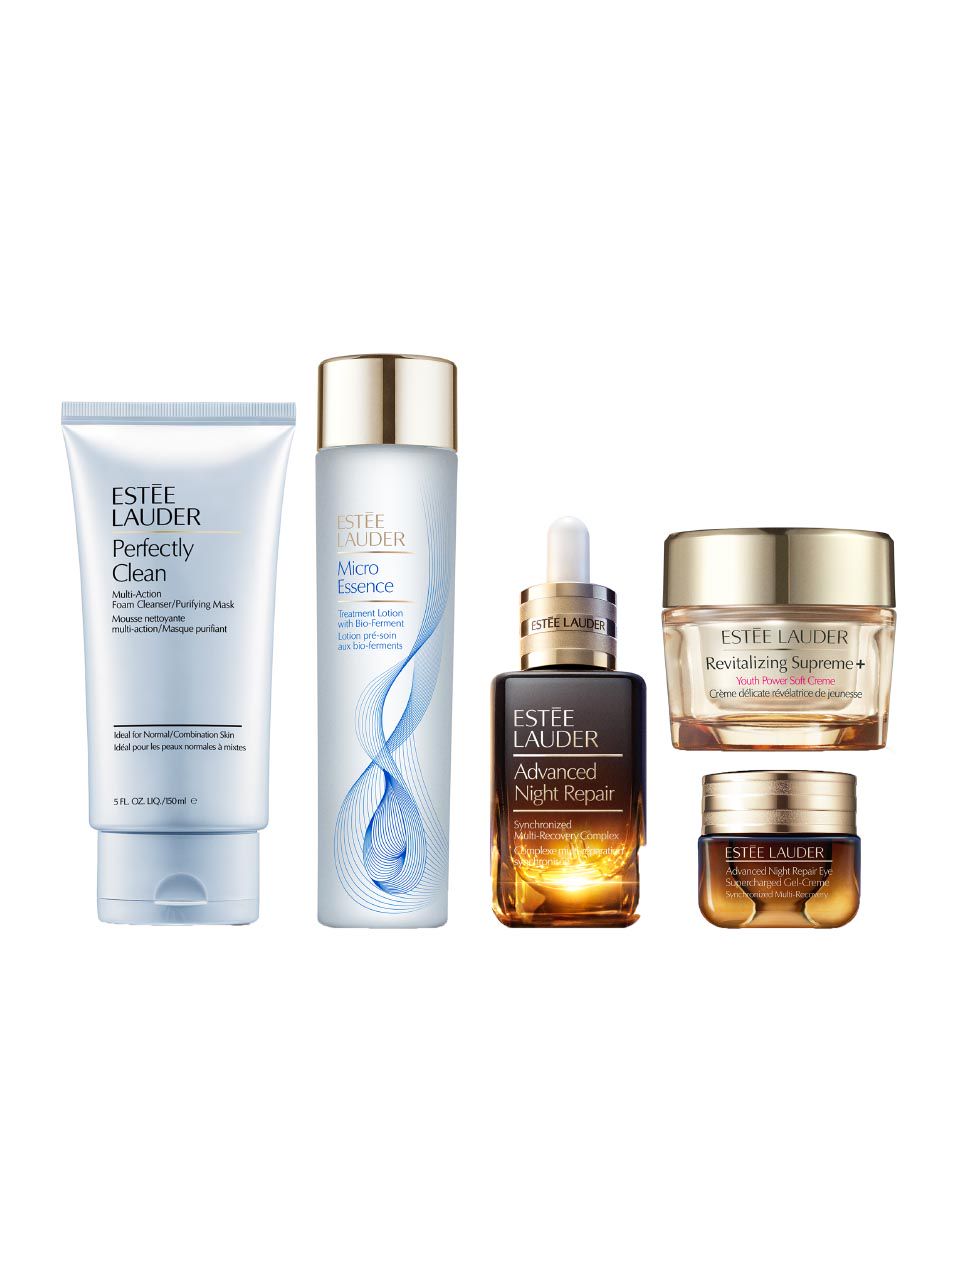 ESTĒE
LAUDER
Perfectly
Clean
Multi-Action
Foam Cleanser/Purifying Mask
Mousse nettoyante
multi-action/Masque purifiant
Ideal for Normal/Combination Skin
Idéal pour les peaux normales à mixtes
5 FL. OZ. LIQ./150ml ℮
ESTĒE
LAUDER
Micro
Essence
Treatment Lotion
with Bio-Ferment
Lotion pré-soin
aux bio-ferments
ESTĒE LAUDER
ESTĒE
LAUDER
Advanced
Night Repair
Synchronized
Multi-Recovery Complex
Complexe multi-réparation
synchronisée
ESTĒE LAUDER
Revitalizing Supreme+
Youth Power Soft Creme
Crème délicate révélatrice de jeunesse
ESTĒE LAUDER
Advanced Night Repair Eye
Supercharged Gel-Creme
Synchronized Multi-Recovery